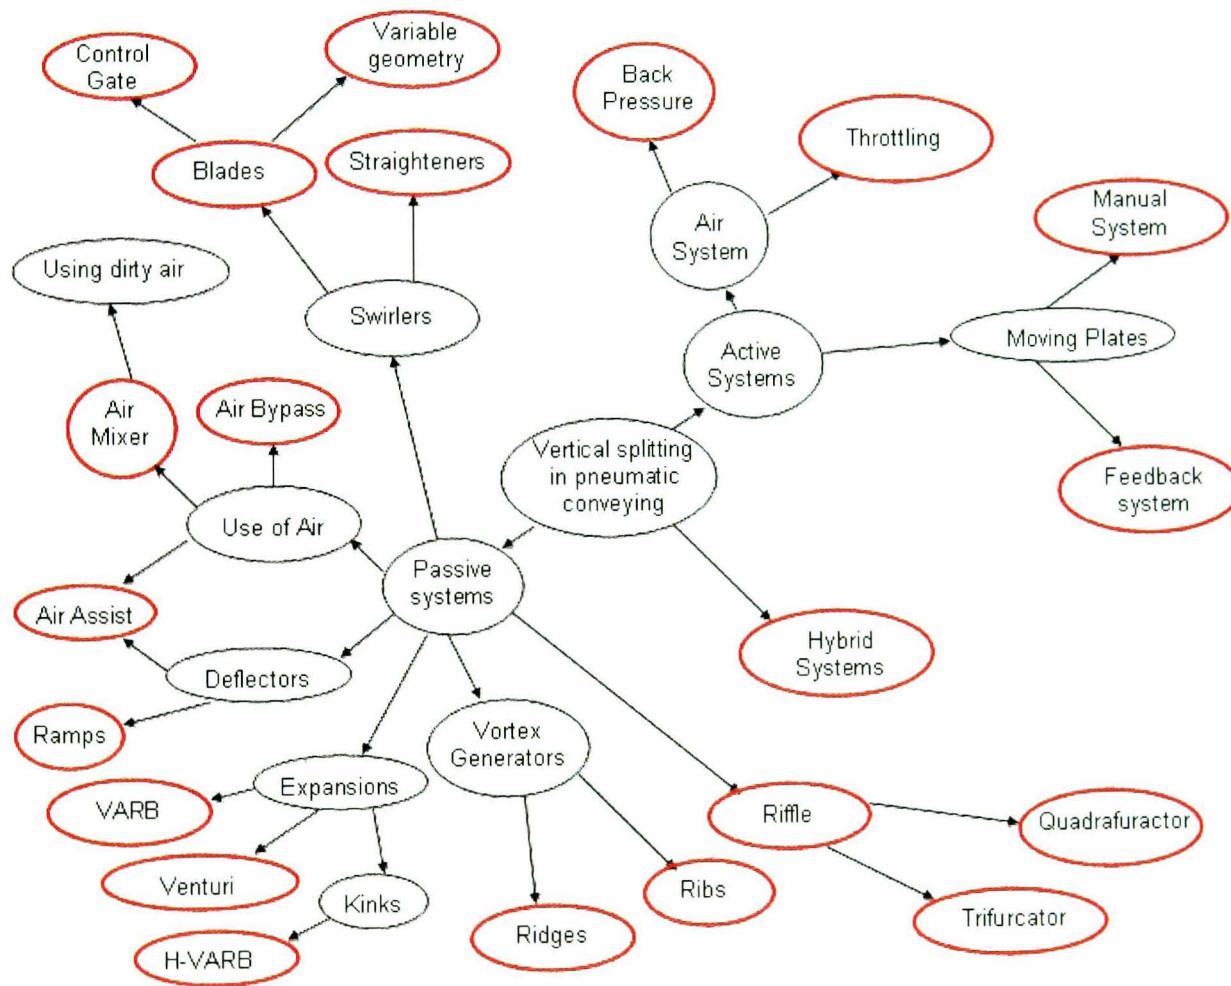 Control
Gate
Variable
geometry
Back
Pressure
Throttling
Blades
Straighteners
Manual
System
Air
System
Using dirty air
Swirlers
Active
Systems
Moving Plates
Air
Mixer
Air Bypass
Vertical splitting
in pneumatic
conveying
Feedback
system
Use of Air
Passive
systems
Air Assist
Hybrid
Systems
Deflectors
Ramps
Vortex
Generators
Expansions
VARB
Riffle
Quadrafuractor
Venturi
Kinks
Ribs
Trifurcator
Ridges
H-VARB